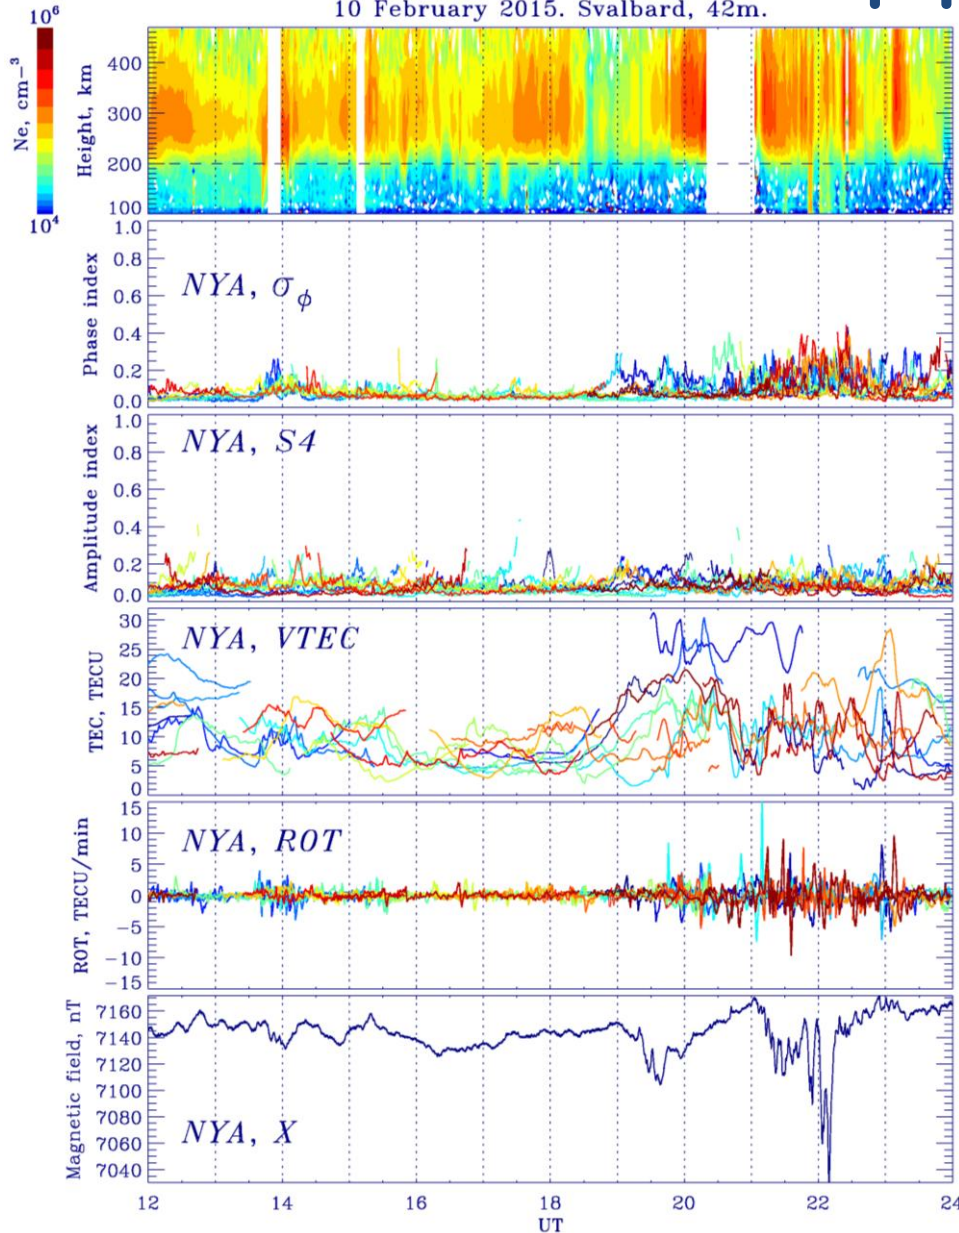 10 February 2015. Svalbard, 42m.
10⁶
Ne, cm⁻³
10⁴
Height, km
400
300
200
100
NYA, σ_ϕ
Phase index
1.0
0.8
0.6
0.4
0.2
0.0
NYA, S4
Amplitude index
1.0
0.8
0.6
0.4
0.2
0.0
NYA, VTEC
TEC, TECU
30
25
20
15
10
5
0
NYA, ROT
ROT, TECU/min
15
10
5
0
−5
−10
−15
NYA, X
Magnetic field, nT
7160
7140
7120
7100
7080
7060
7040
12 14 16 18 20 22 24
UT